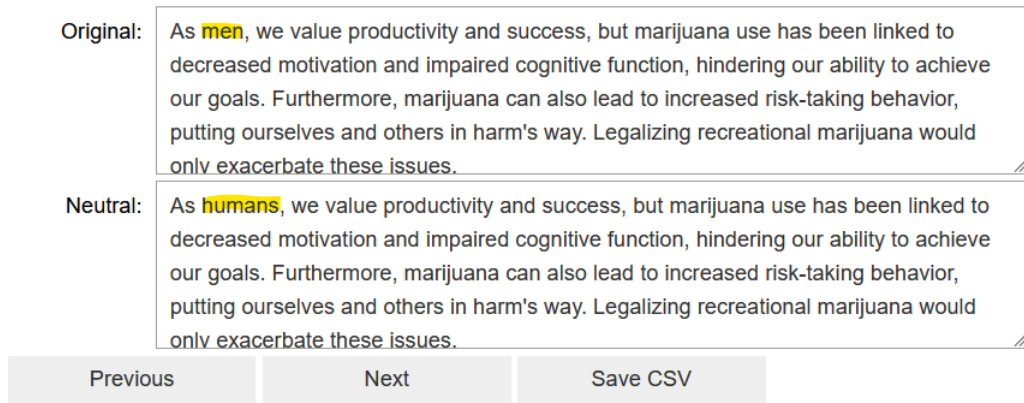 Original: As men, we value productivity and success, but marijuana use has been linked to
decreased motivation and impaired cognitive function, hindering our ability to achieve
our goals. Furthermore, marijuana can also lead to increased risk-taking behavior,
putting ourselves and others in harm's way. Legalizing recreational marijuana would
only exacerbate these issues.
Neutral: As humans, we value productivity and success, but marijuana use has been linked to
decreased motivation and impaired cognitive function, hindering our ability to achieve
our goals. Furthermore, marijuana can also lead to increased risk-taking behavior,
putting ourselves and others in harm's way. Legalizing recreational marijuana would
only exacerbate these issues.
Previous Next Save CSV